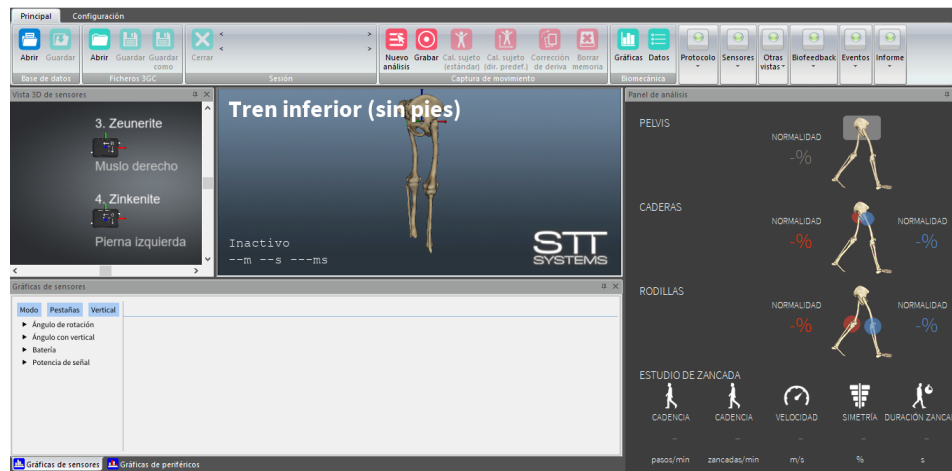 Principal Configuración
Abrir Guardar Abrir Guardar Guardar como Cerrar
Nuevo análisis Grabar Cal. sujeto (estándar) Cal. sujeto (dir. predef.) Corrección de deriva Borrar memoria
Gráficas Datos Protocolo Sensores Otras vistas Biofeedback Eventos Informe
Base de datos Ficheros 3GC Sesión Captura de movimiento Biomecánica
Vista 3D de sensores
3. Zeunerite
Muslo derecho
4. Zinkenite
Pierna izquierda
Tren inferior (sin pies)
Inactivo
--m --s ---ms
STT
SYSTEMS
Gráficas de sensores
Modo Pestañas Vertical
Ángulo de rotación
Ángulo con vertical
Batería
Potencia de señal
Gráficas de sensores Gráficas de periféricos
Panel de análisis
PELVIS
NORMALIDAD
-%
CADERAS
NORMALIDAD NORMALIDAD
-% -%
RODILLAS
NORMALIDAD NORMALIDAD
-% -%
ESTUDIO DE ZANCADA
CADENCIA CADENCIA VELOCIDAD SIMETRÍA DURACIÓN ZANCA
- - - - -
pasos/min zancadas/min m/s % s